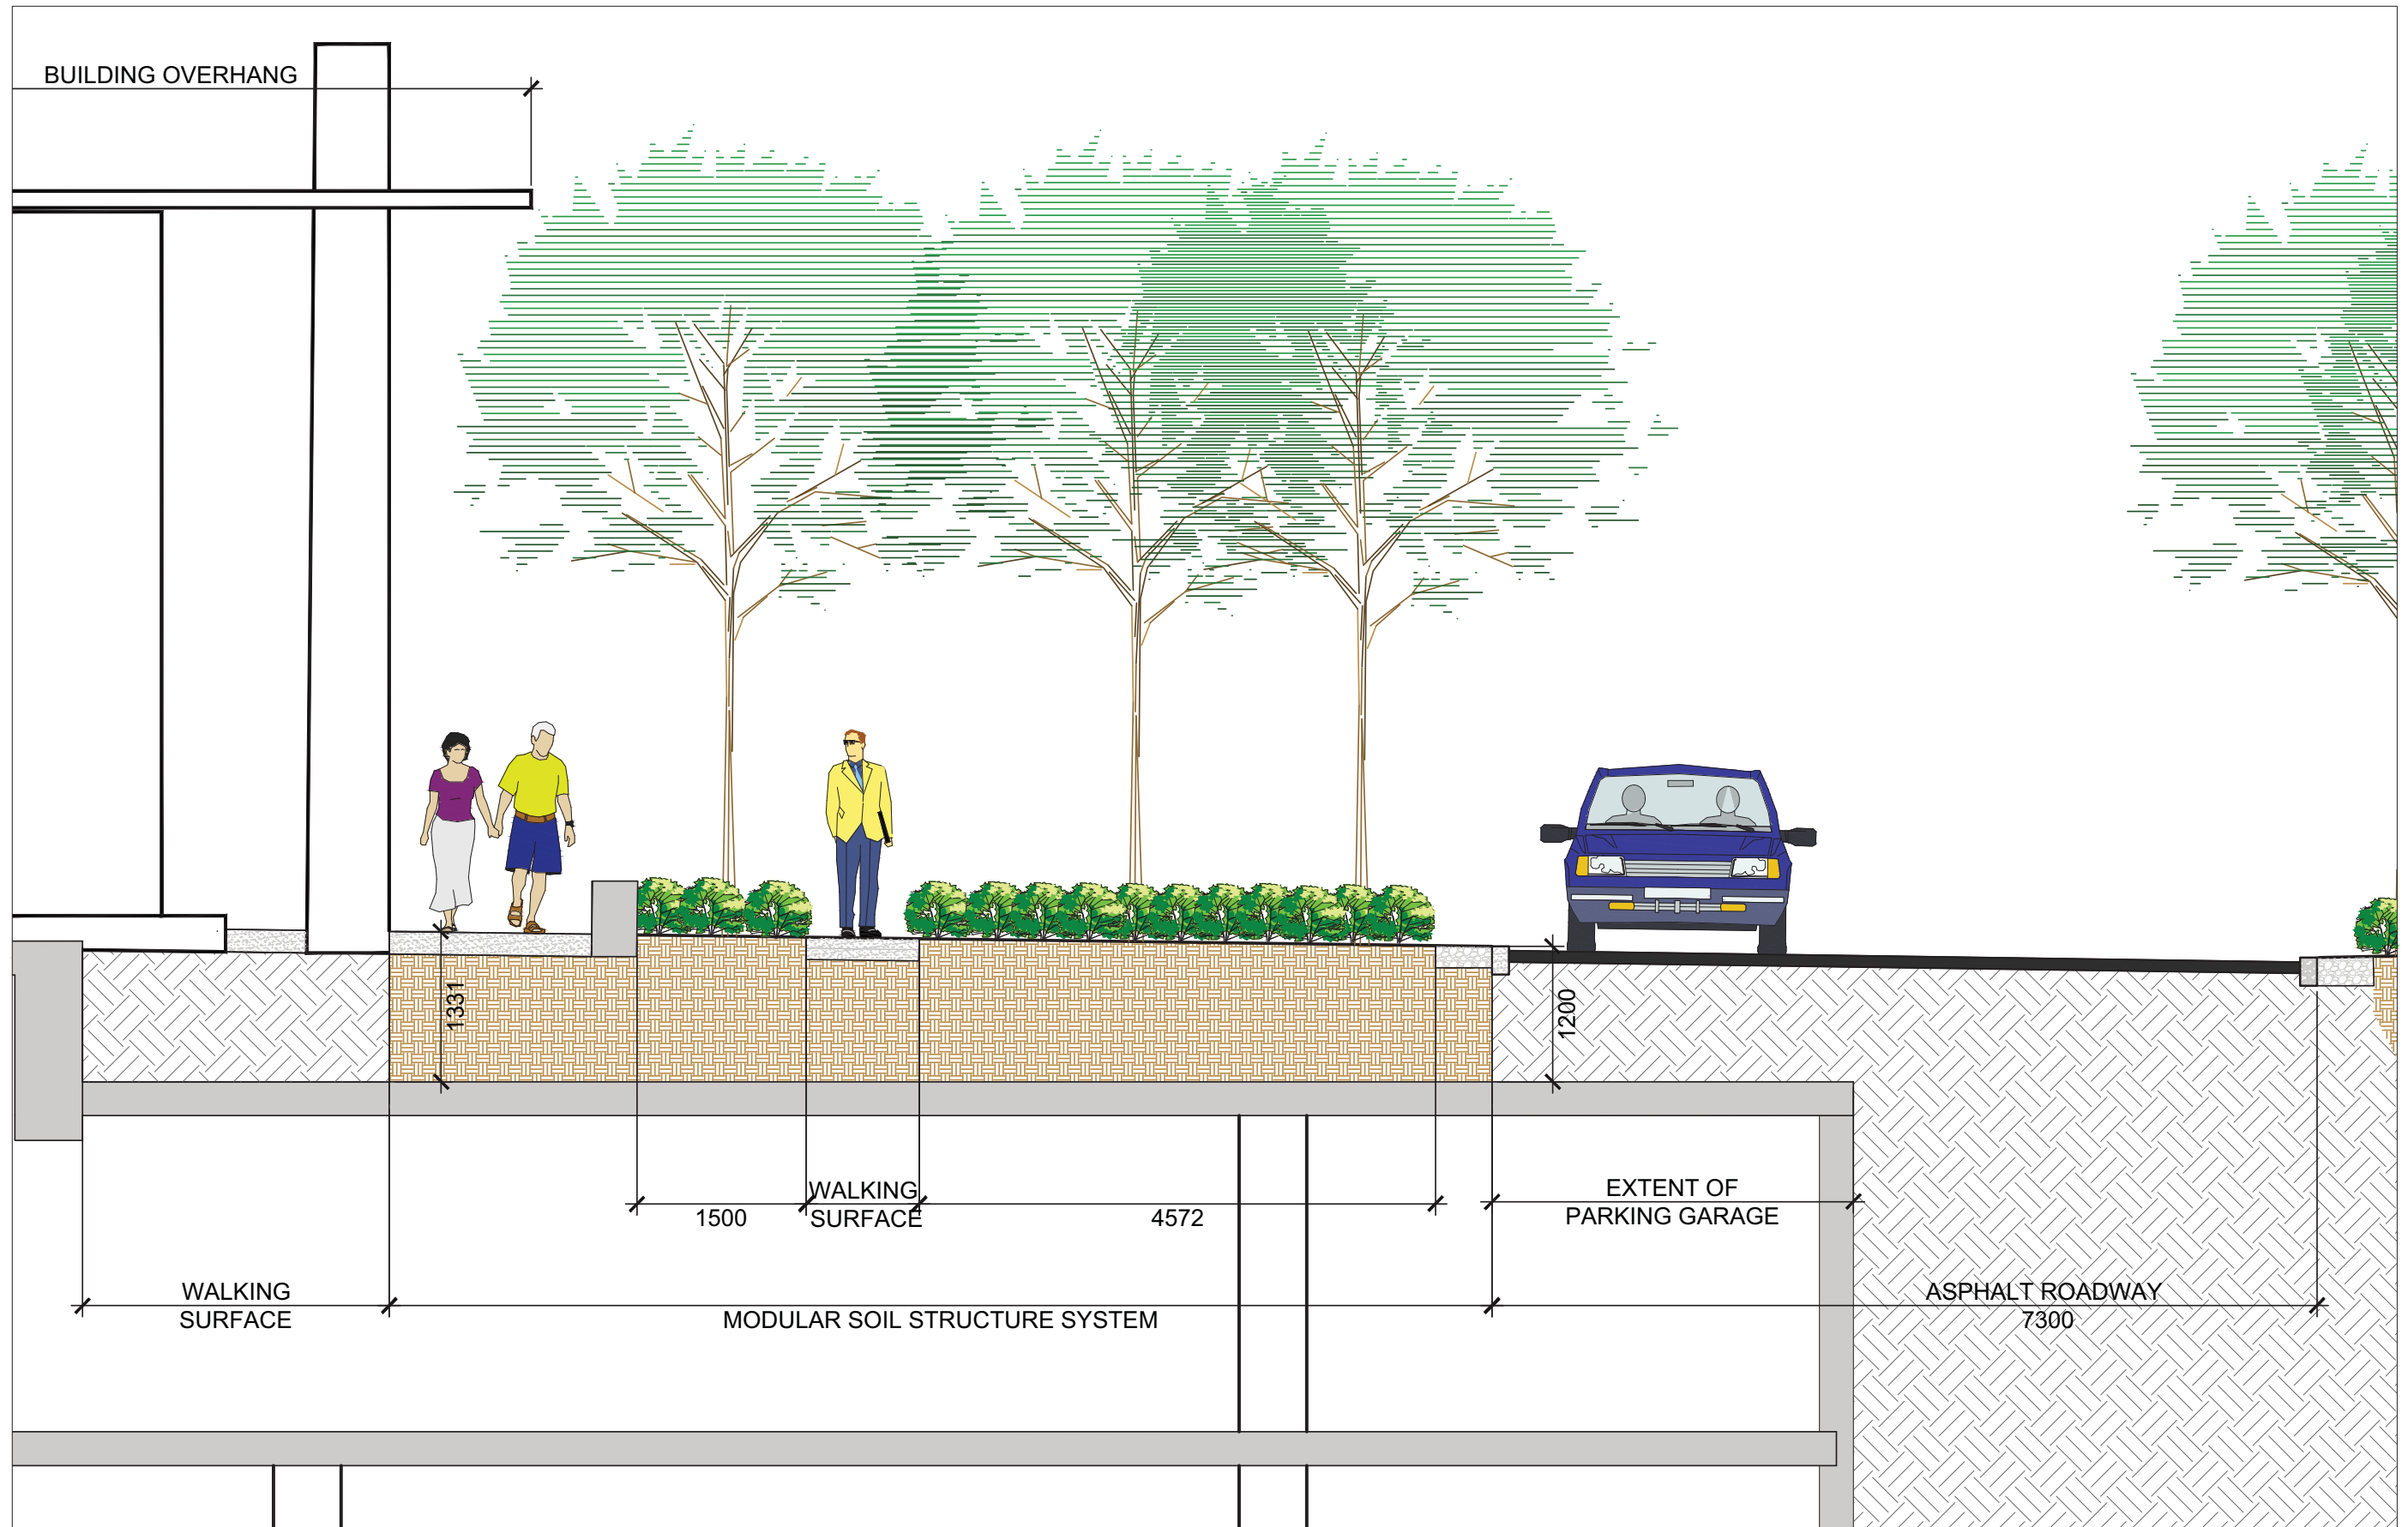 BUILDING OVERHANG
1331
1200
WALKING
SURFACE
1500
4572
EXTENT OF
PARKING GARAGE
WALKING
SURFACE
MODULAR SOIL STRUCTURE SYSTEM
ASPHALT ROADWAY
7300